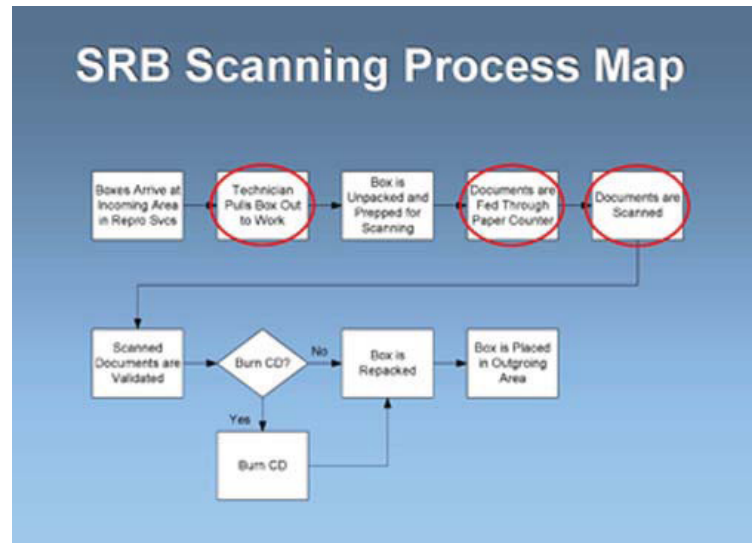 SRB Scanning Process Map
Boxes Arrive at
Incoming Area
in Repro Svcs
Technician
Pulls Box Out
to Work
Box is
Unpacked and
Prepped for
Scanning
Documents are
Fed Through
Paper Counter
Documents are
Scanned
Scanned
Documents are
Validated
Burn CD?
No
Yes
Burn CD
Box is
Repacked
Box is Placed
in Outgroing
Area